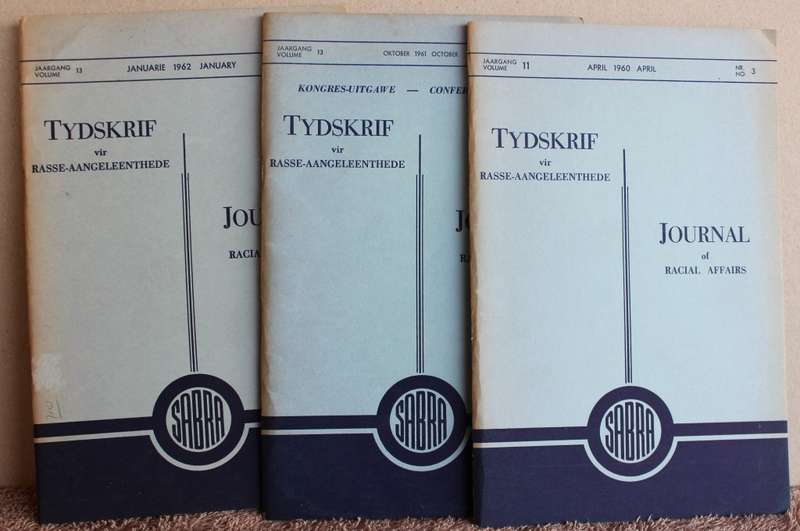 JAARGANG
VOLUME 13
JANUARIE 1962 JANUARY
TYDSKRIF
vir
RASSE-AANGELEENTHEDE
SABRA
JAARGANG
VOLUME 13
OKTOBER 1961 OCTOBER
KONGRES-UITGAWE —
TYDSKRIF
vir
RASSE-AANGELEENTHEDE
SABRA
JAARGANG
VOLUME 11
APRIL 1960 APRIL
NR.
NO. 3
TYDSKRIF
vir
RASSE-AANGELEENTHEDE
JOURNAL
of
RACIAL AFFAIRS
SABRA